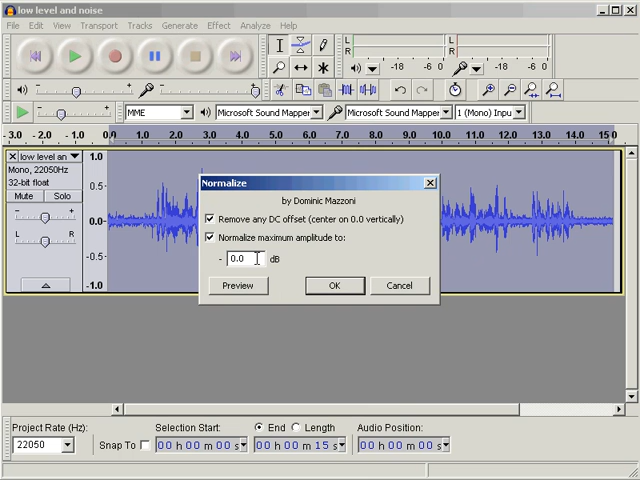 low level and noise
File Edit View Transport Tracks Generate Effect Analyze Help
L
R
-18 -6 0
L
R
-18 -6 0
MME Microsoft Sound Mapper Microsoft Sound Mapper 1 (Mono) Inpu
- 3.0 - 2.0 - 1.0 0.0 1.0 2.0 3.0 4.0 5.0 6.0 7.0 8.0 9.0 10.0 11.0 12.0 13.0 14.0 15.0
low level an
Mono, 22050Hz
32-bit float
Mute Solo
- +
L R
1.0
0.5
0.0
-0.5
-1.0
Normalize
by Dominic Mazzoni
Remove any DC offset (center on 0.0 vertically)
Normalize maximum amplitude to:
- 0.0 dB
Preview OK Cancel
Project Rate (Hz): Selection Start: End Length Audio Position:
22050 Snap To 00 h 00 m 00 s 00 h 00 m 15 s 00 h 00 m 00 s